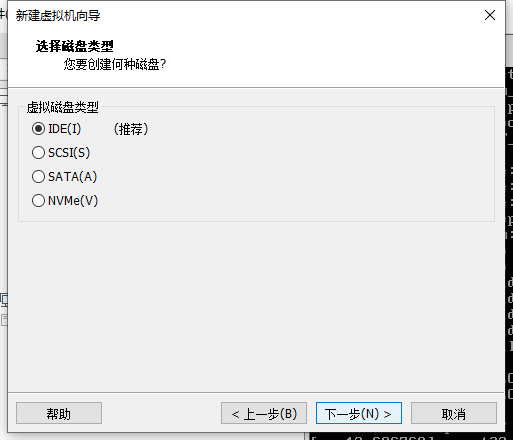 新建虚拟机向导
选择磁盘类型
您要创建何种磁盘?
虚拟磁盘类型
IDE(I) (推荐)
SCSI(S)
SATA(A)
NVMe(V)
帮助
< 上一步(B)
下一步(N) >
取消